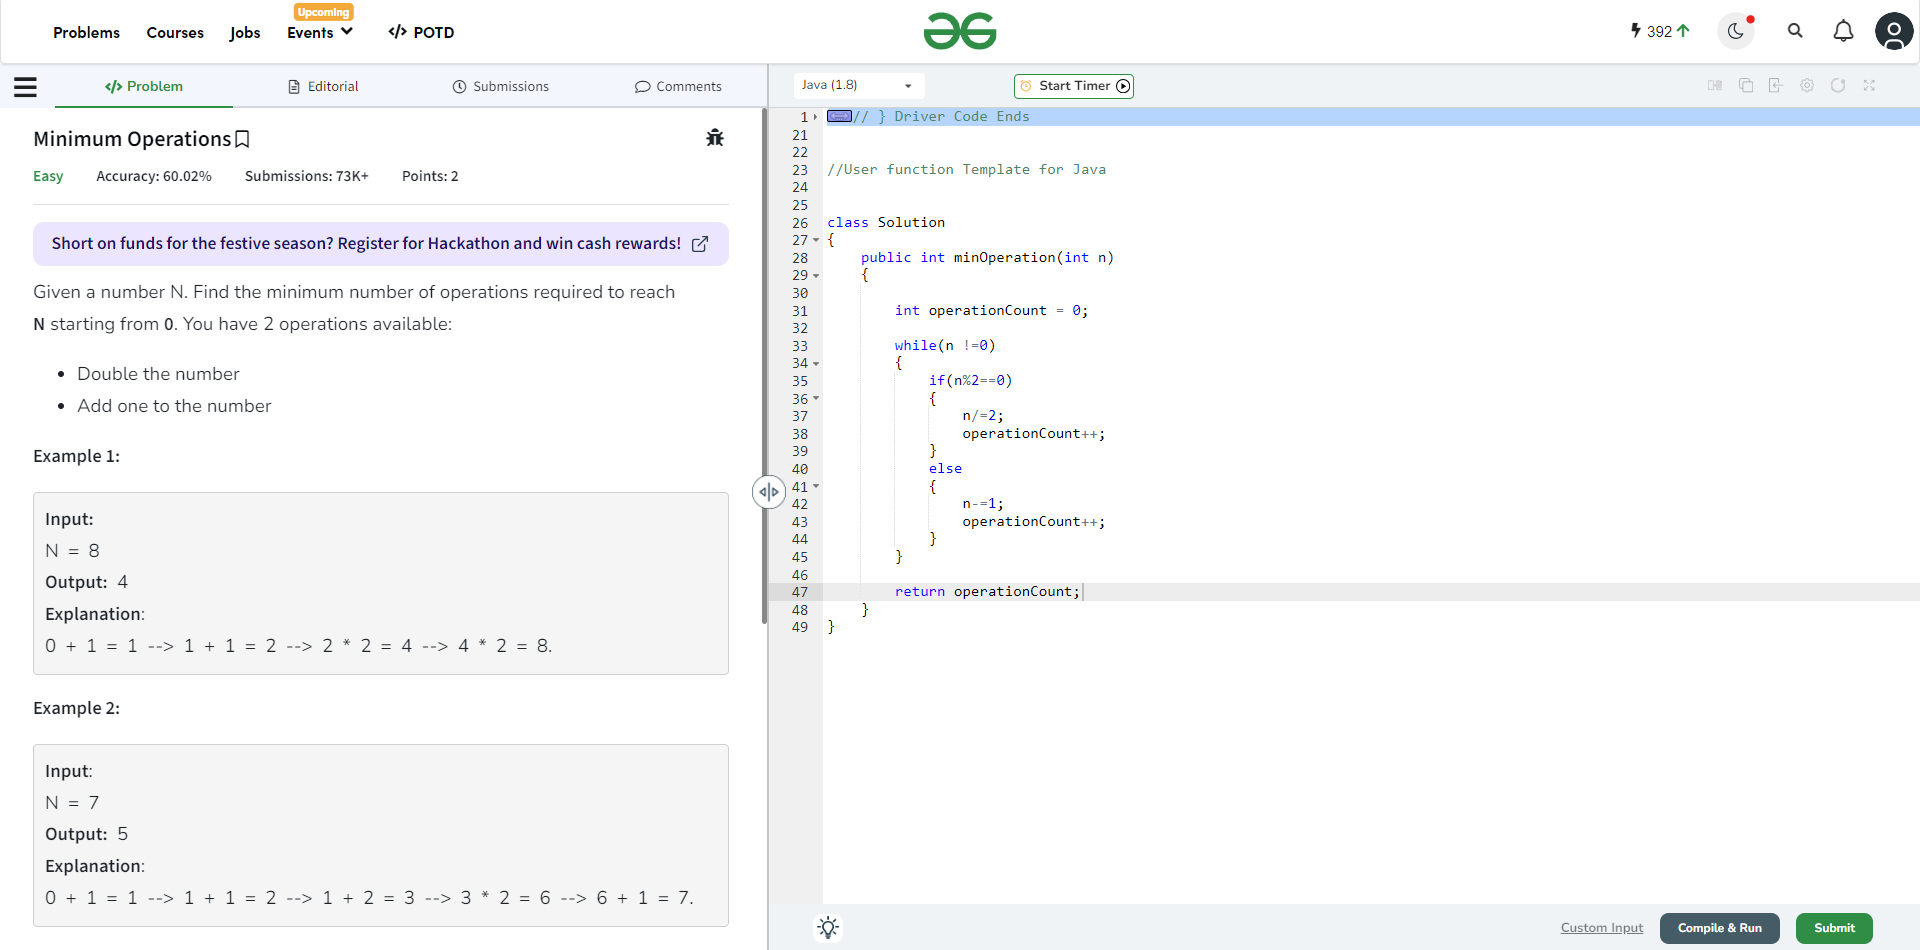 Problems
Courses
Jobs
Upcoming
Events
</> POTD
392
</> Problem
Editorial
Submissions
Comments
Minimum Operations
Easy
Accuracy: 60.02%
Submissions: 73K+
Points: 2
Short on funds for the festive season? Register for Hackathon and win cash rewards!
Given a number N. Find the minimum number of operations required to reach
N starting from 0. You have 2 operations available:
• Double the number
• Add one to the number
Example 1:
Input:
N = 8
Output: 4
Explanation:
0 + 1 = 1 --> 1 + 1 = 2 --> 2 * 2 = 4 --> 4 * 2 = 8.
Example 2:
Input:
N = 7
Output: 5
Explanation:
0 + 1 = 1 --> 1 + 1 = 2 --> 1 + 2 = 3 --> 3 * 2 = 6 --> 6 + 1 = 7.
Java (1.8)
Start Timer
1 // } Driver Code Ends
21
22
23 //User function Template for Java
24
25
26 class Solution
27 {
28     public int minOperation(int n)
29     {
30
31         int operationCount = 0;
32
33         while(n !=0)
34         {
35             if(n%2==0)
36             {
37                 n/=2;
38                 operationCount++;
39             }
40             else
41             {
42                 n-=1;
43                 operationCount++;
44             }
45         }
46
47         return operationCount;
48     }
49 }
Custom Input
Compile & Run
Submit